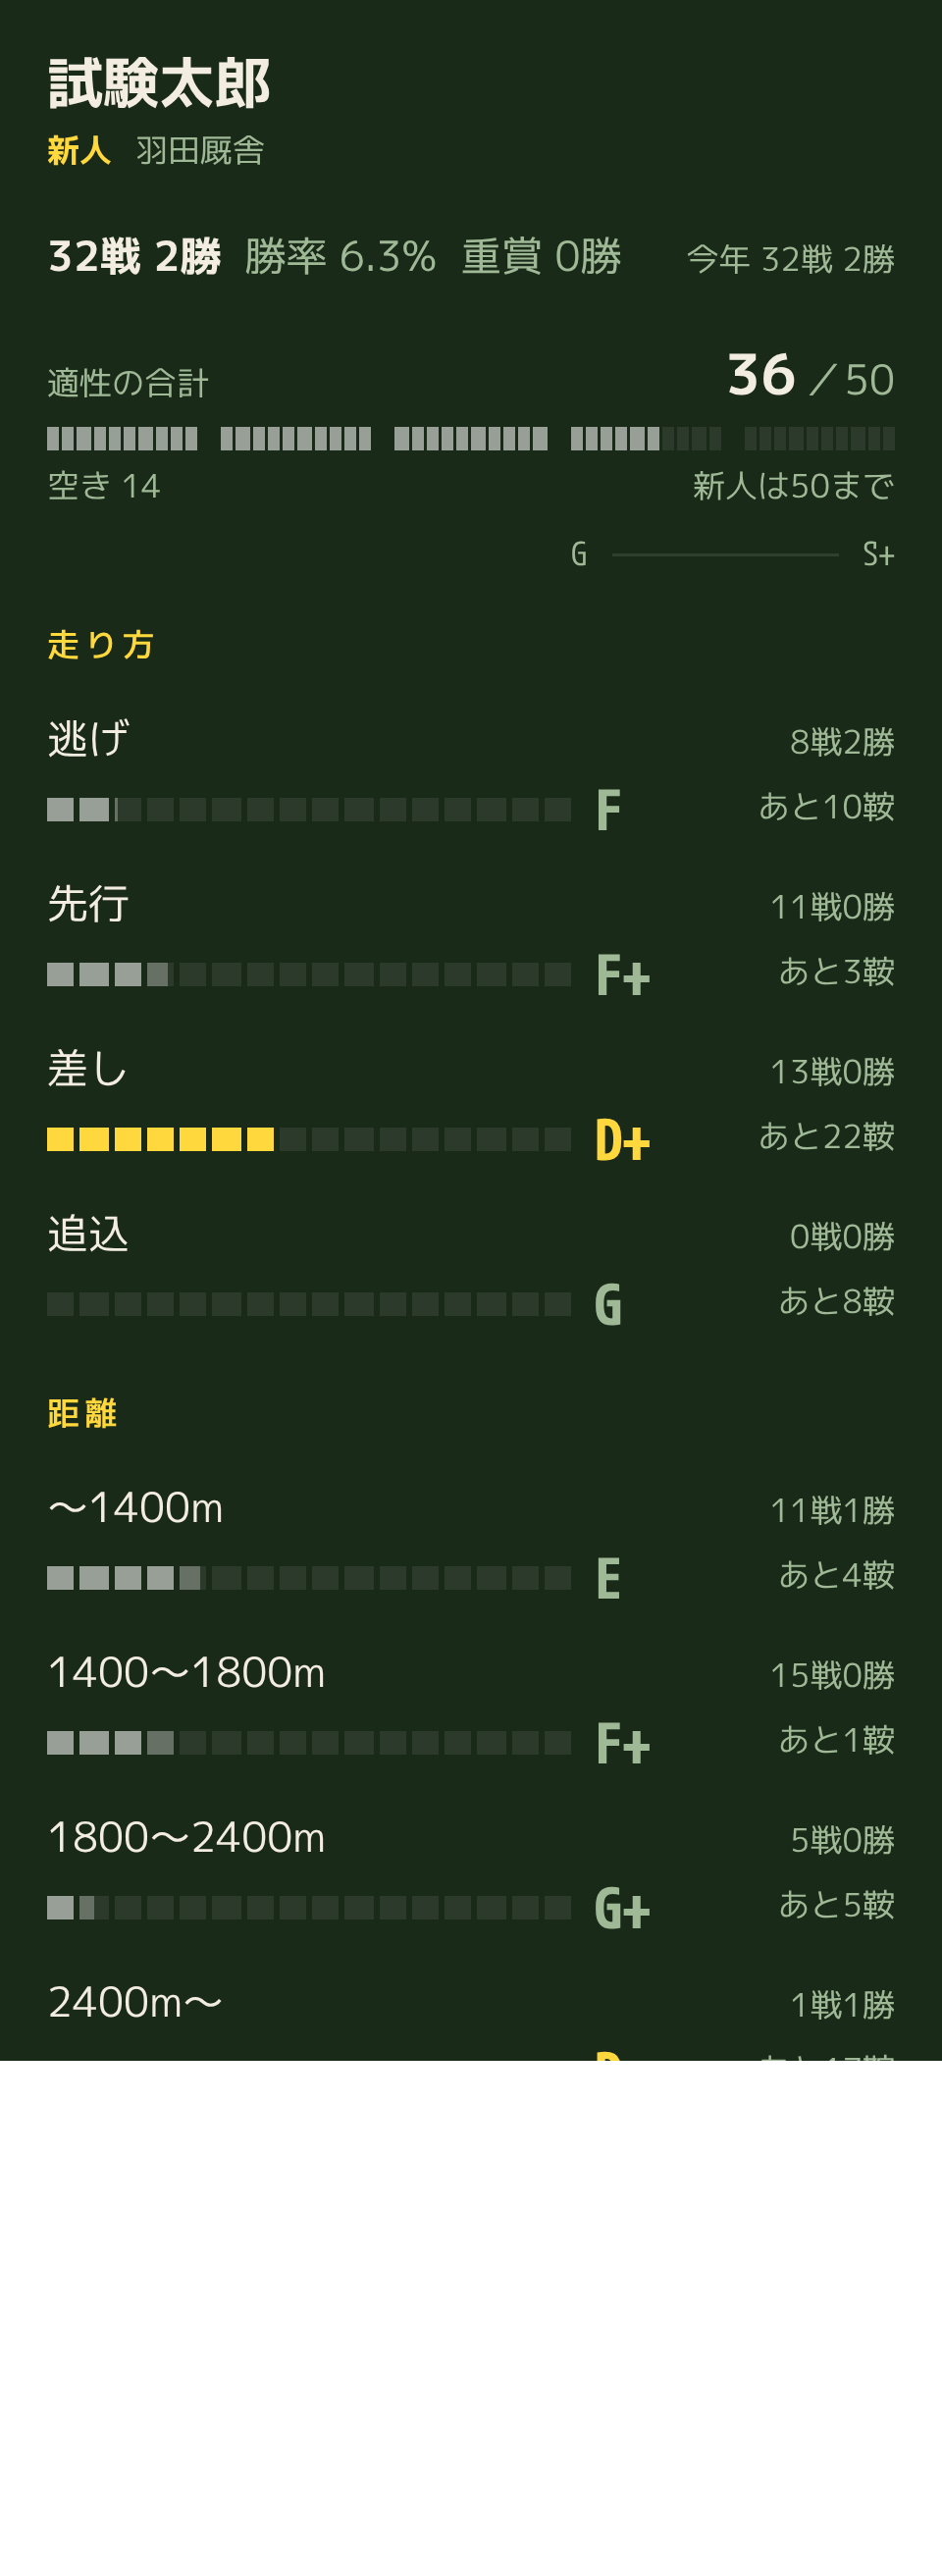 試験太郎
新人 羽田厩舎
32戦 2勝 勝率 6.3% 重賞 0勝 今年 32戦 2勝
適性の合計 36 ／50
空き 14 新人は50まで
G S+
走り方
逃げ 8戦2勝
F あと10鞍
先行 11戦0勝
F+ あと3鞍
差し 13戦0勝
D+ あと22鞍
追込 0戦0勝
G あと8鞍
距離
〜1400m 11戦1勝
E あと4鞍
1400〜1800m 15戦0勝
F+ あと1鞍
1800〜2400m 5戦0勝
G+ あと5鞍
2400m〜 1戦1勝